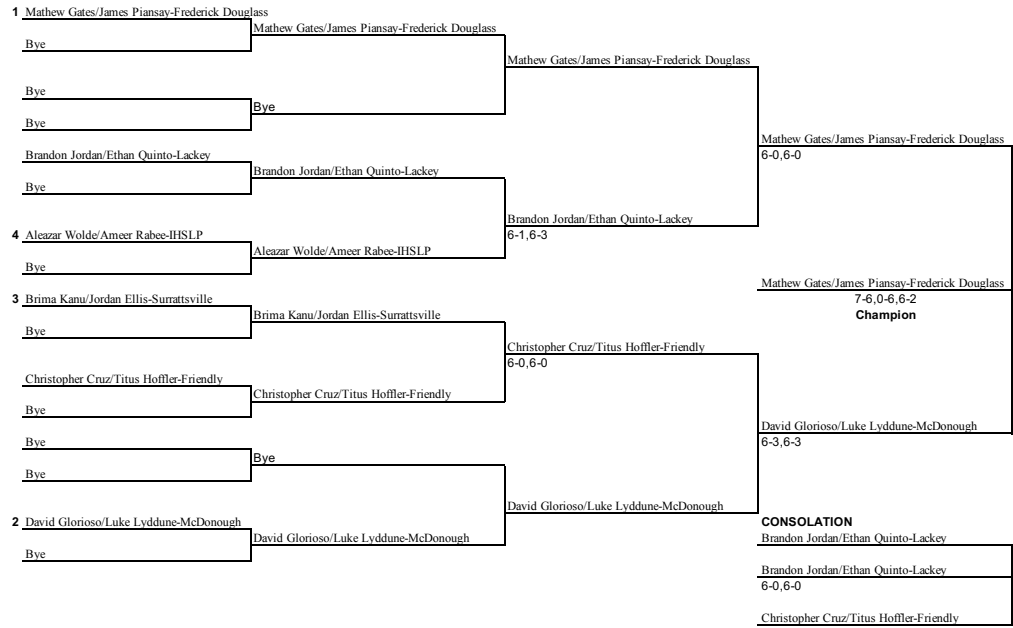 1 Mathew Gates/James Piansay-Frederick Douglass
Mathew Gates/James Piansay-Frederick Douglass
Bye
Mathew Gates/James Piansay-Frederick Douglass
Bye
Bye
Bye
Mathew Gates/James Piansay-Frederick Douglass
6-0,6-0
Brandon Jordan/Ethan Quinto-Lackey
Brandon Jordan/Ethan Quinto-Lackey
Bye
Brandon Jordan/Ethan Quinto-Lackey
6-1,6-3
4 Aleazar Wolde/Ameer Rabee-IHSLP
Aleazar Wolde/Ameer Rabee-IHSLP
Bye
Mathew Gates/James Piansay-Frederick Douglass
7-6,0-6,6-2
Champion
3 Brima Kanu/Jordan Ellis-Surrattsville
Brima Kanu/Jordan Ellis-Surrattsville
Bye
Christopher Cruz/Titus Hoffler-Friendly
6-0,6-0
Christopher Cruz/Titus Hoffler-Friendly
Christopher Cruz/Titus Hoffler-Friendly
Bye
David Glorioso/Luke Lyddune-McDonough
6-3,6-3
Bye
Bye
Bye
David Glorioso/Luke Lyddune-McDonough
2 David Glorioso/Luke Lyddune-McDonough
David Glorioso/Luke Lyddune-McDonough
Bye
CONSOLATION
Brandon Jordan/Ethan Quinto-Lackey
Brandon Jordan/Ethan Quinto-Lackey
6-0,6-0
Christopher Cruz/Titus Hoffler-Friendly